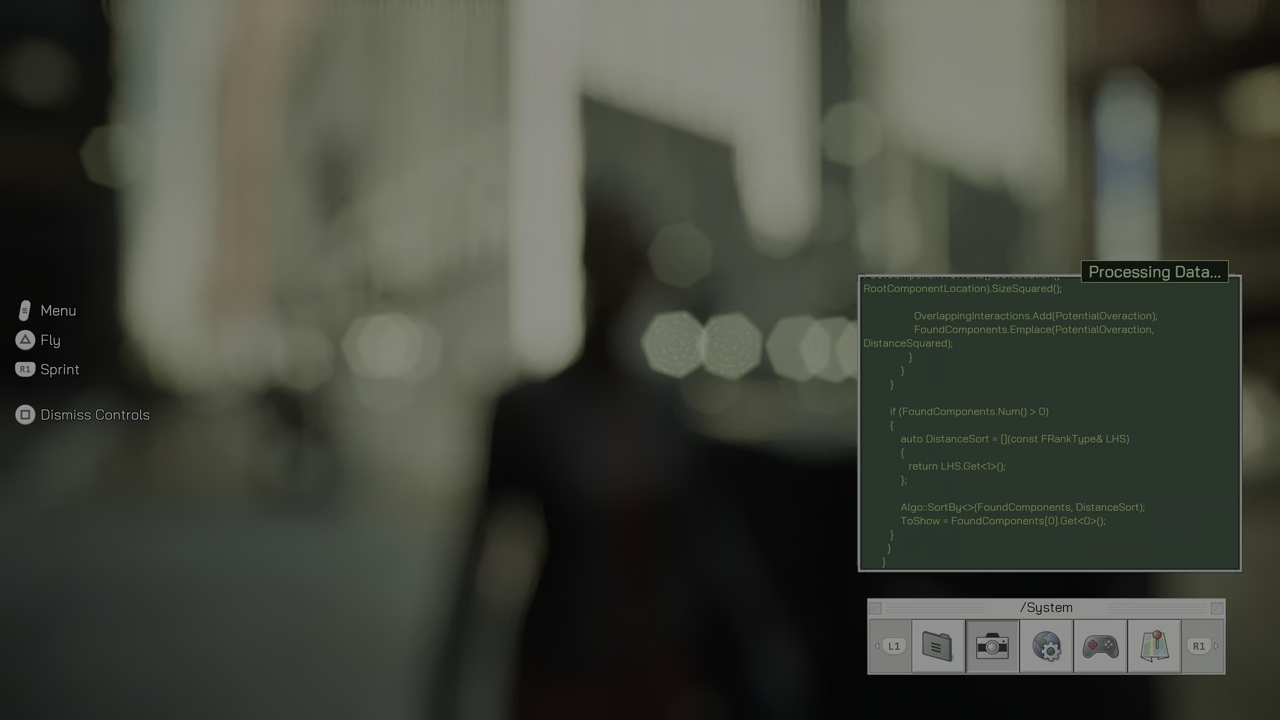 Menu
Fly
R1 Sprint
Dismiss Controls
Processing Data...
RootComponentLocation).SizeSquared();
OverlappingInteractions.Add(PotentialOveraction);
FoundComponents.Emplace(PotentialOveraction,
DistanceSquared);
}
}
}
if (FoundComponents.Num() > 0)
{
auto DistanceSort = [](const FRankType& LHS)
{
return LHS.Get<1>();
};
Algo::SortBy<>(FoundComponents, DistanceSort);
ToShow = FoundComponents[0].Get<0>();
}
}
}
/System
L1 R1